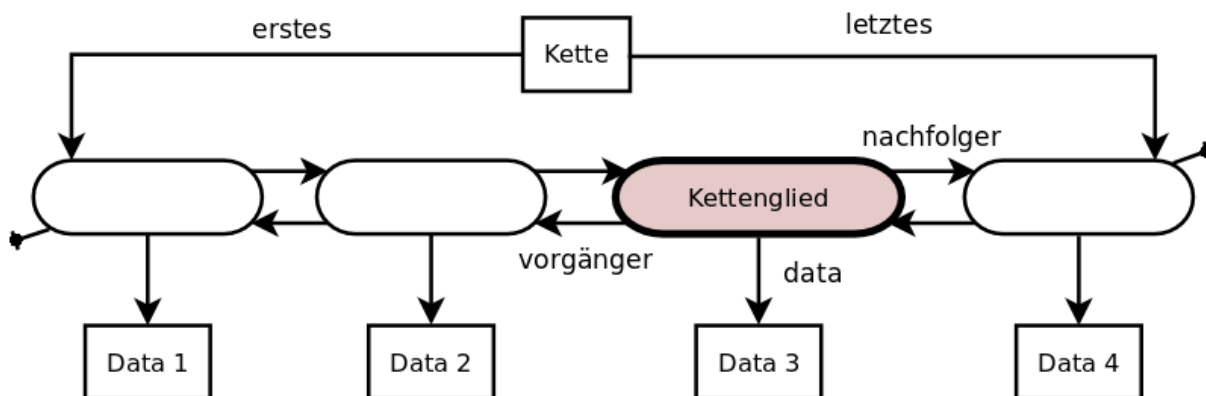 erstes
Kette
letztes
nachfolger
Kettenglied
vorgänger
data
Data 1
Data 2
Data 3
Data 4